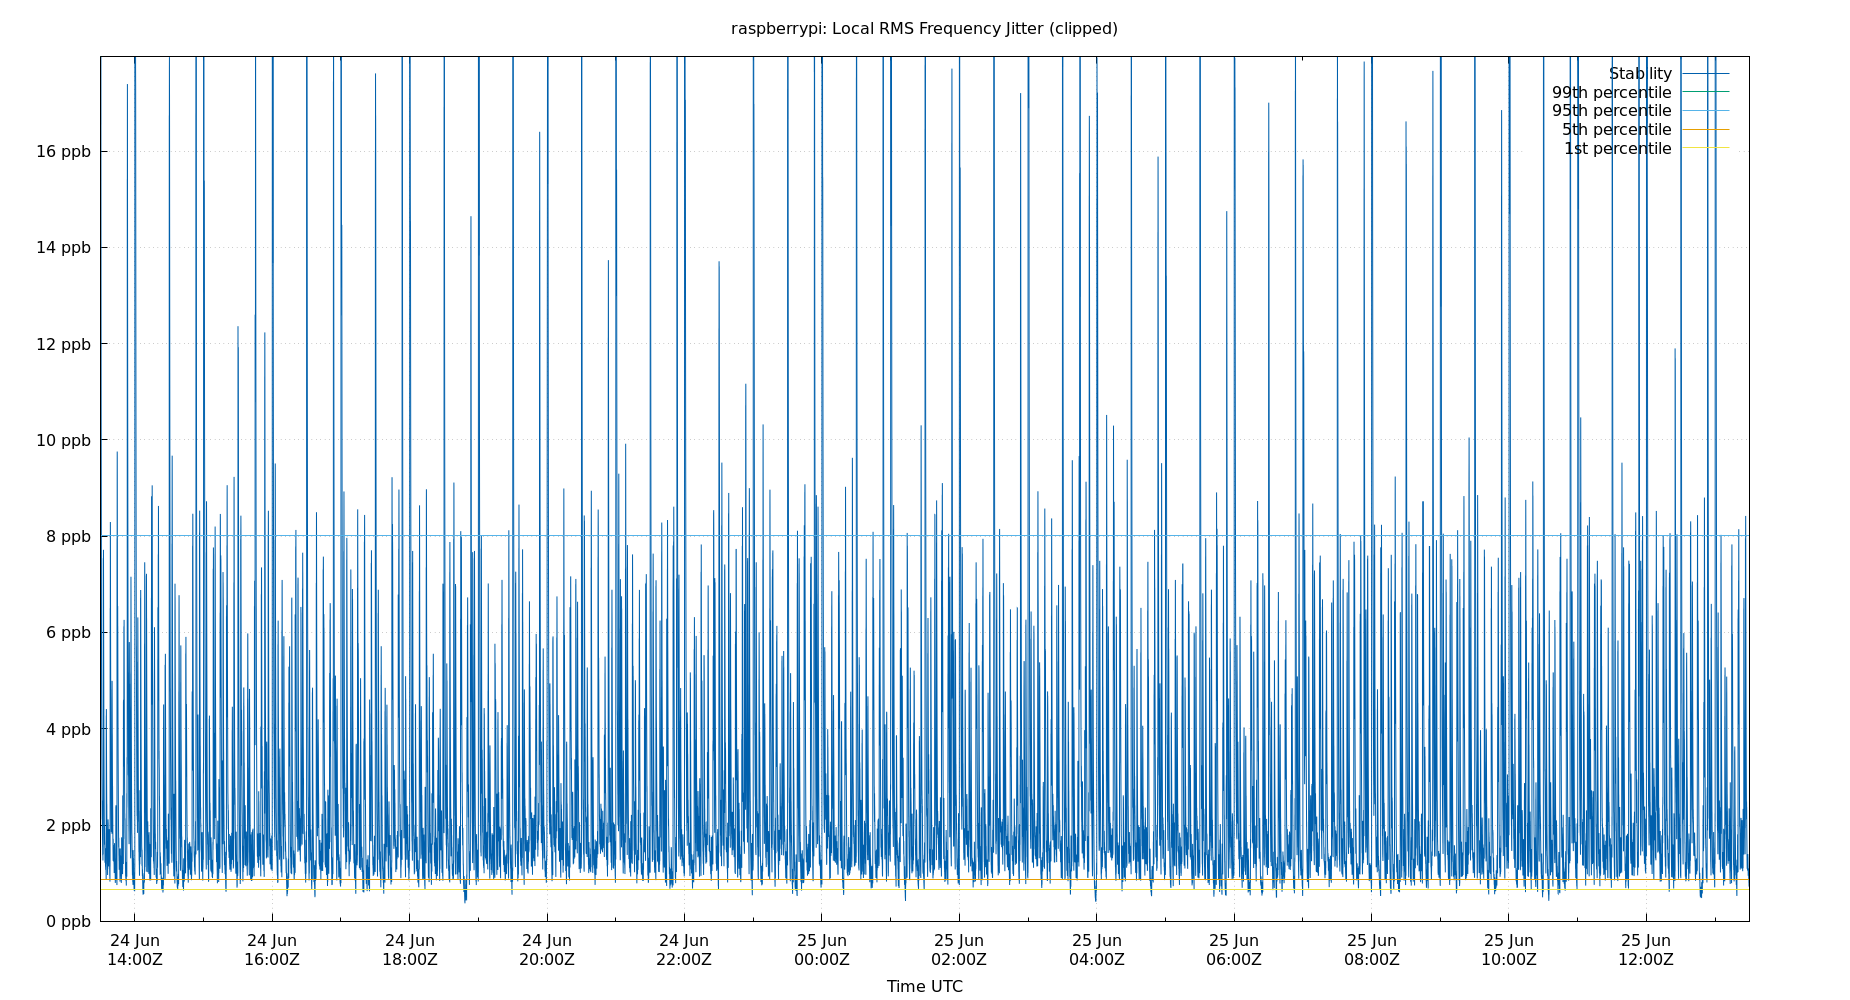 raspberrypi: Local RMS Frequency Jitter (clipped)
Stability
99th percentile
95th percentile
5th percentile
1st percentile
16 ppb
14 ppb
12 ppb
10 ppb
8 ppb
6 ppb
4 ppb
2 ppb
0 ppb
24 Jun 24 Jun 24 Jun 24 Jun 24 Jun 25 Jun 25 Jun 25 Jun 25 Jun 25 Jun 25 Jun 25 Jun
14:00Z 16:00Z 18:00Z 20:00Z 22:00Z 00:00Z 02:00Z 04:00Z 06:00Z 08:00Z 10:00Z 12:00Z
Time UTC